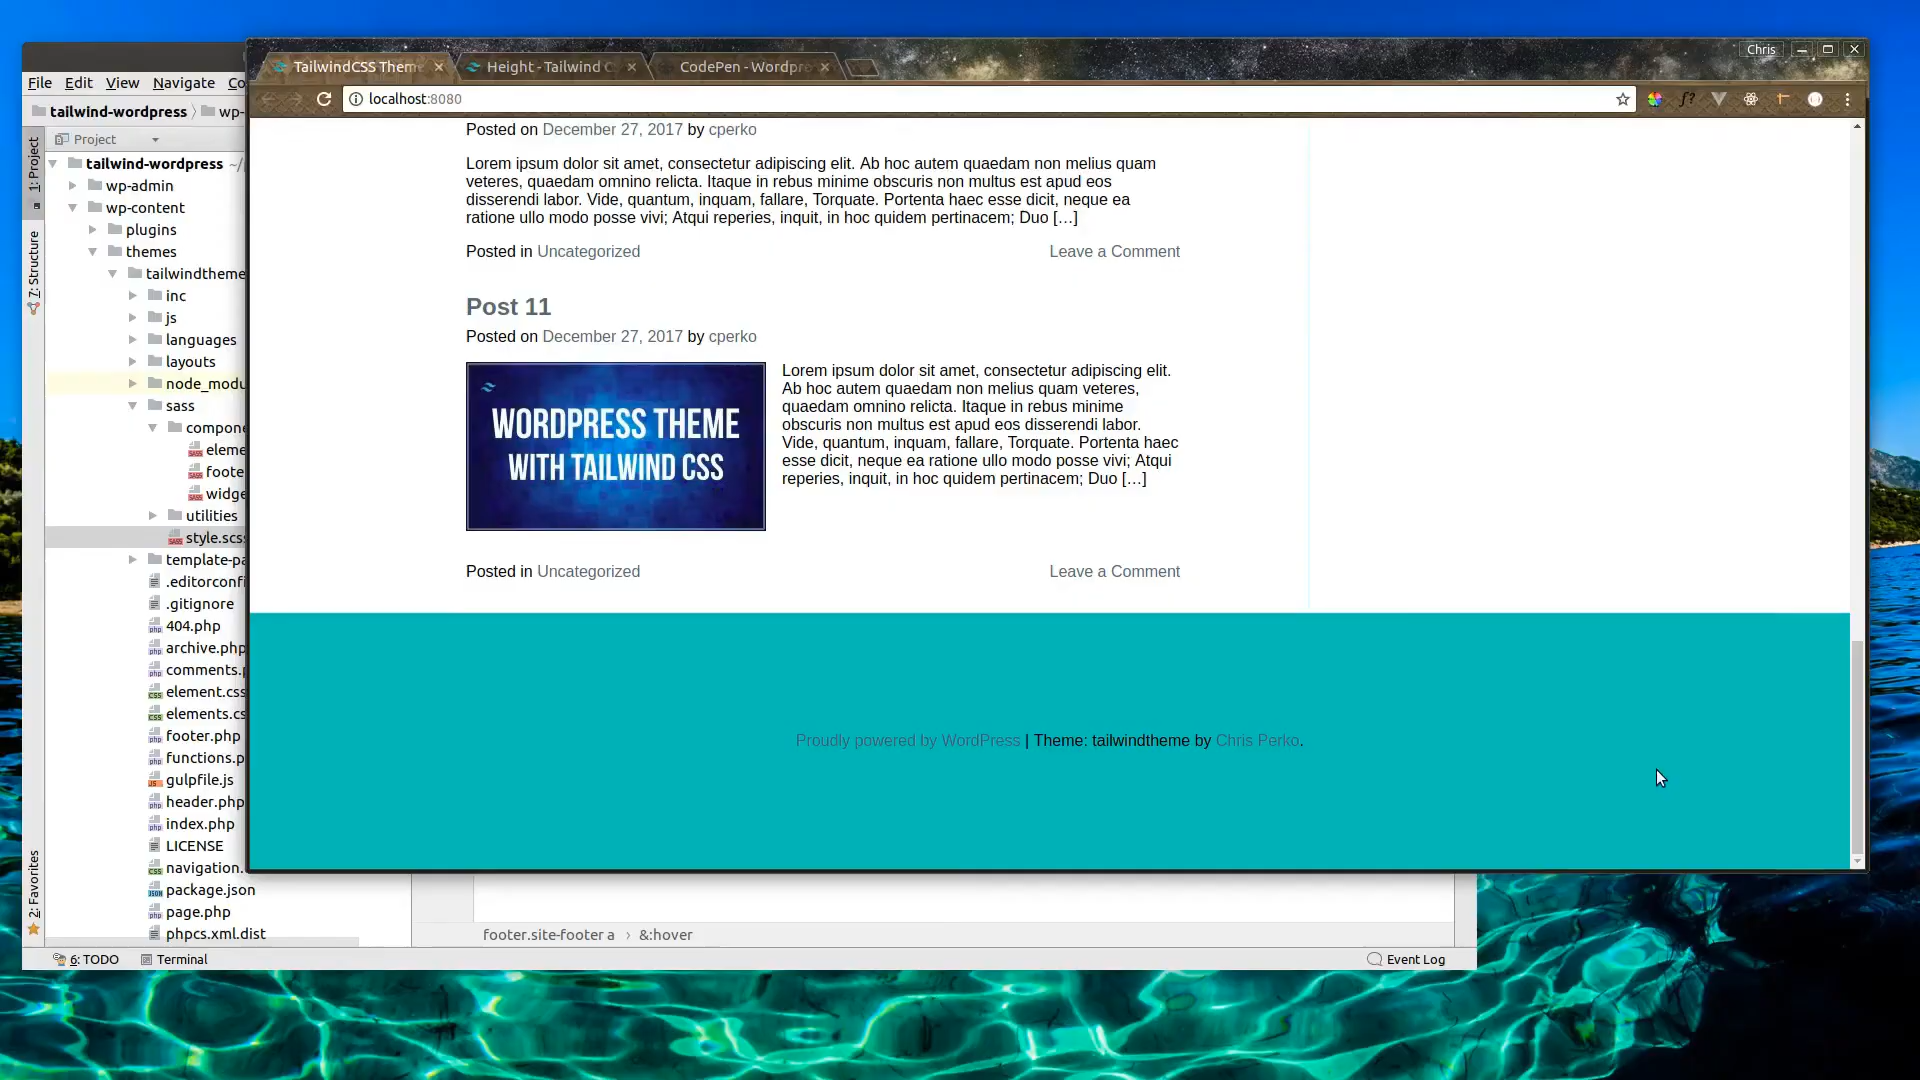 Chris
TailwindCSS Theme
Height - Tailwind C
CodePen - Wordpre
localhost:8080
File Edit View Navigate Co
tailwind-wordpress wp-
Project
1: Project
7: Structure
2: Favorites
tailwind-wordpress ~/
wp-admin
wp-content
plugins
themes
tailwindtheme
inc
js
languages
layouts
node_modu
sass
compone
eleme
foote
widge
utilities
style.scss
template-pa
.editorconfi
.gitignore
404.php
archive.php
comments.p
element.css
elements.cs
footer.php
functions.p
gulpfile.js
header.php
index.php
LICENSE
navigation.
package.json
page.php
phpcs.xml.dist
Posted on December 27, 2017 by cperko
Lorem ipsum dolor sit amet, consectetur adipiscing elit. Ab hoc autem quaedam non melius quam
veteres, quaedam omnino relicta. Itaque in rebus minime obscuris non multus est apud eos
disserendi labor. Vide, quantum, inquam, fallare, Torquate. Portenta haec esse dicit, neque ea
ratione ullo modo posse vivi; Atqui reperies, inquit, in hoc quidem pertinacem; Duo […]
Posted in Uncategorized
Leave a Comment
Post 11
Posted on December 27, 2017 by cperko
WORDPRESS THEME
WITH TAILWIND CSS
Lorem ipsum dolor sit amet, consectetur adipiscing elit.
Ab hoc autem quaedam non melius quam veteres,
quaedam omnino relicta. Itaque in rebus minime
obscuris non multus est apud eos disserendi labor.
Vide, quantum, inquam, fallare, Torquate. Portenta haec
esse dicit, neque ea ratione ullo modo posse vivi; Atqui
reperies, inquit, in hoc quidem pertinacem; Duo […]
Posted in Uncategorized
Leave a Comment
Proudly powered by WordPress | Theme: tailwindtheme by Chris Perko.
footer.site-footer a › &:hover
6: TODO
Terminal
Event Log